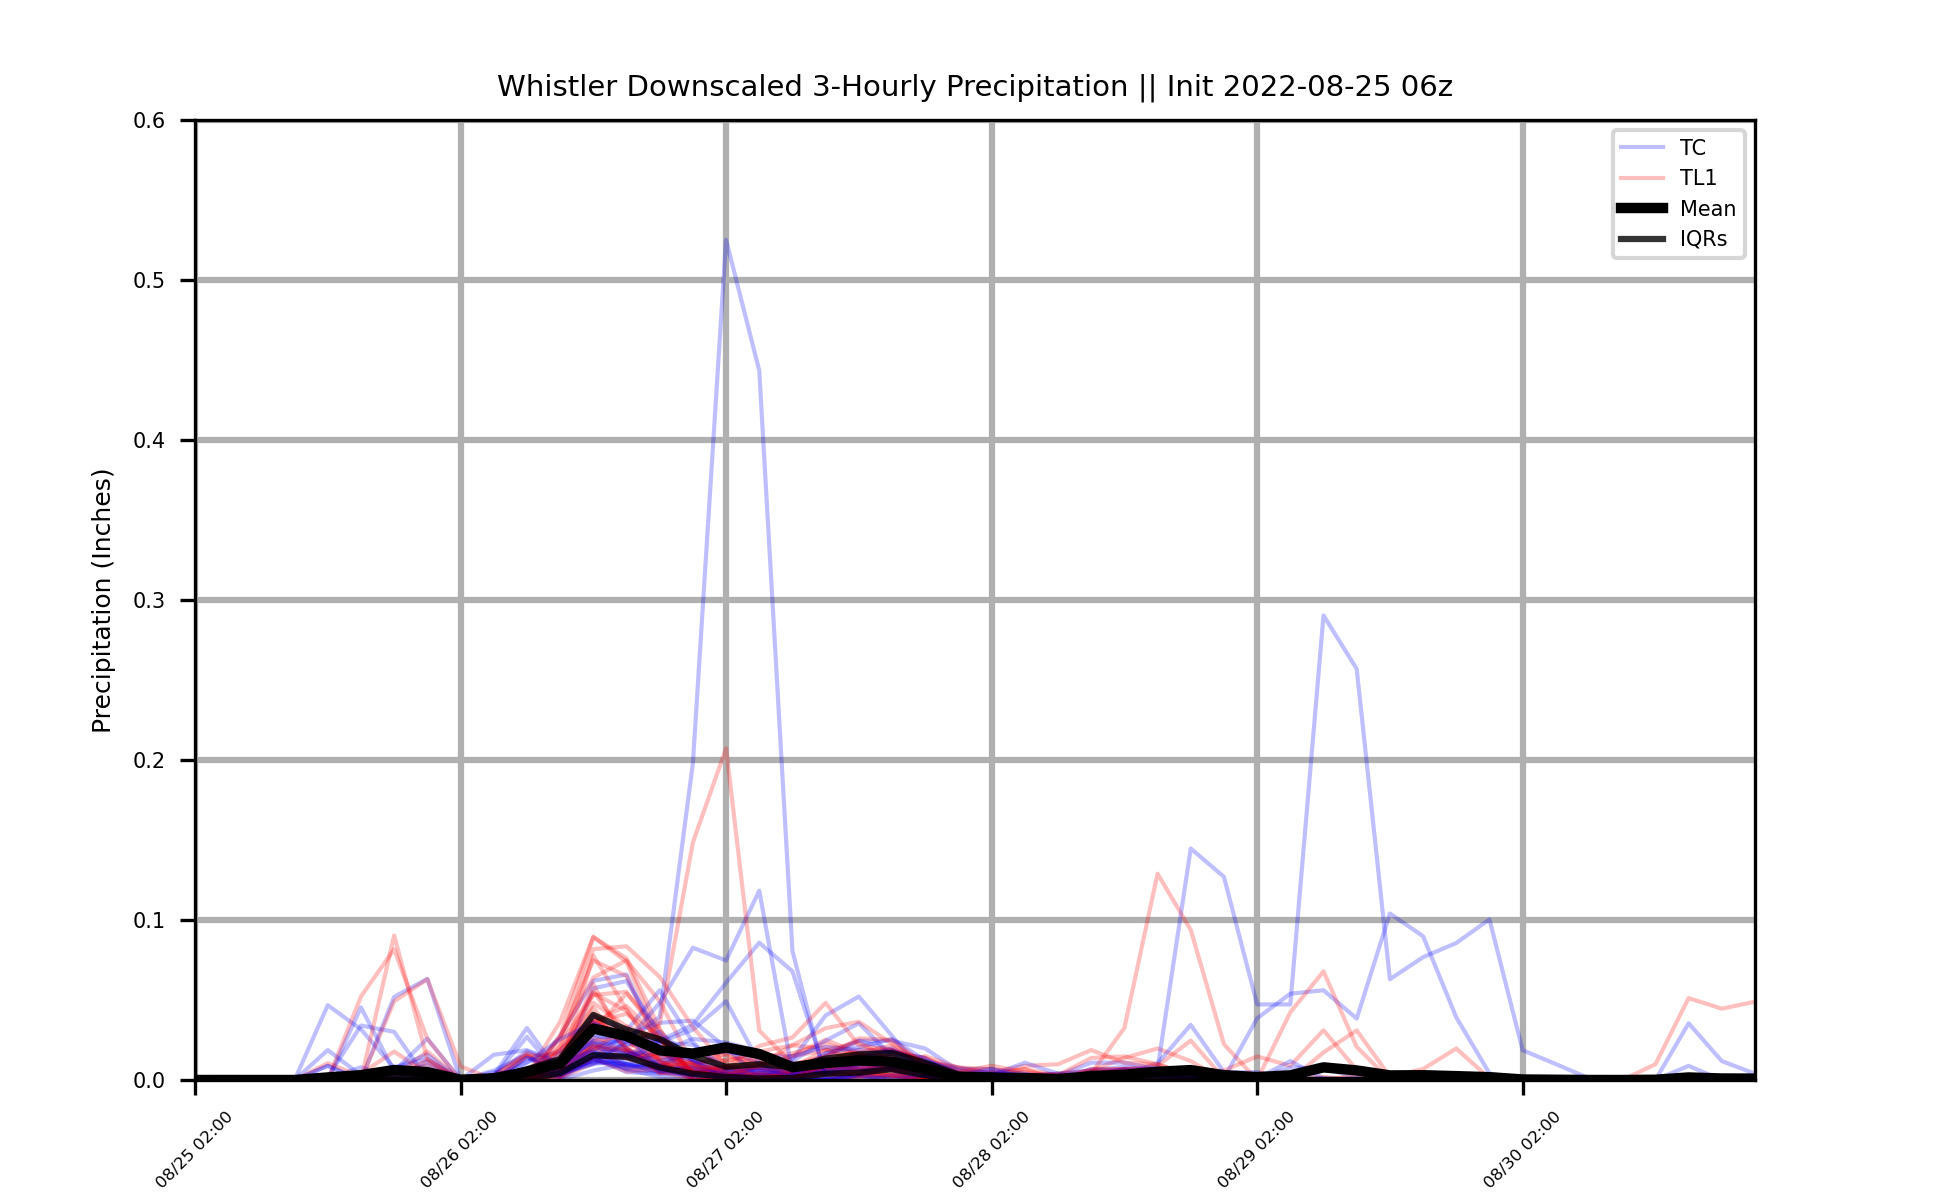 Whistler Downscaled 3-Hourly Precipitation || Init 2022-08-25 06z
TC
TL1
Mean
IQRs
Precipitation (Inches)
0.6
0.5
0.4
0.3
0.2
0.1
0.0
08/25 02:00
08/26 02:00
08/27 02:00
08/28 02:00
08/29 02:00
08/30 02:00